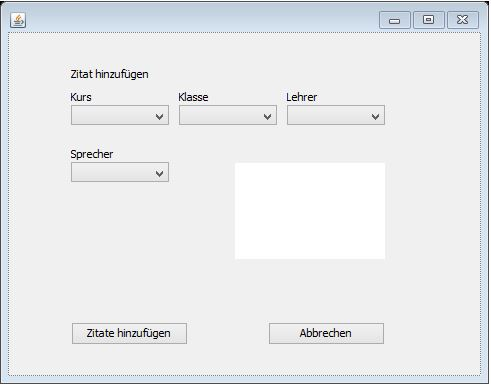 Zitat hinzufügen
Kurs Klasse Lehrer
Sprecher
Zitate hinzufügen Abbrechen